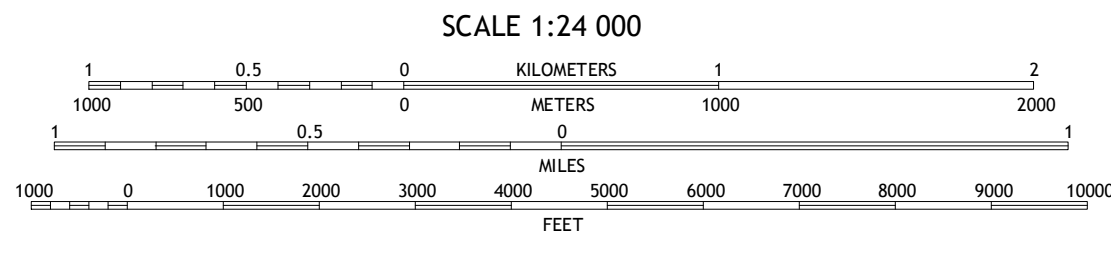 SCALE 1:24 000
1 0.5 0 KILOMETERS 1 2
1000 500 0 METERS 1000 2000
1 0.5 0 1
MILES
1000 0 1000 2000 3000 4000 5000 6000 7000 8000 9000 10000
FEET